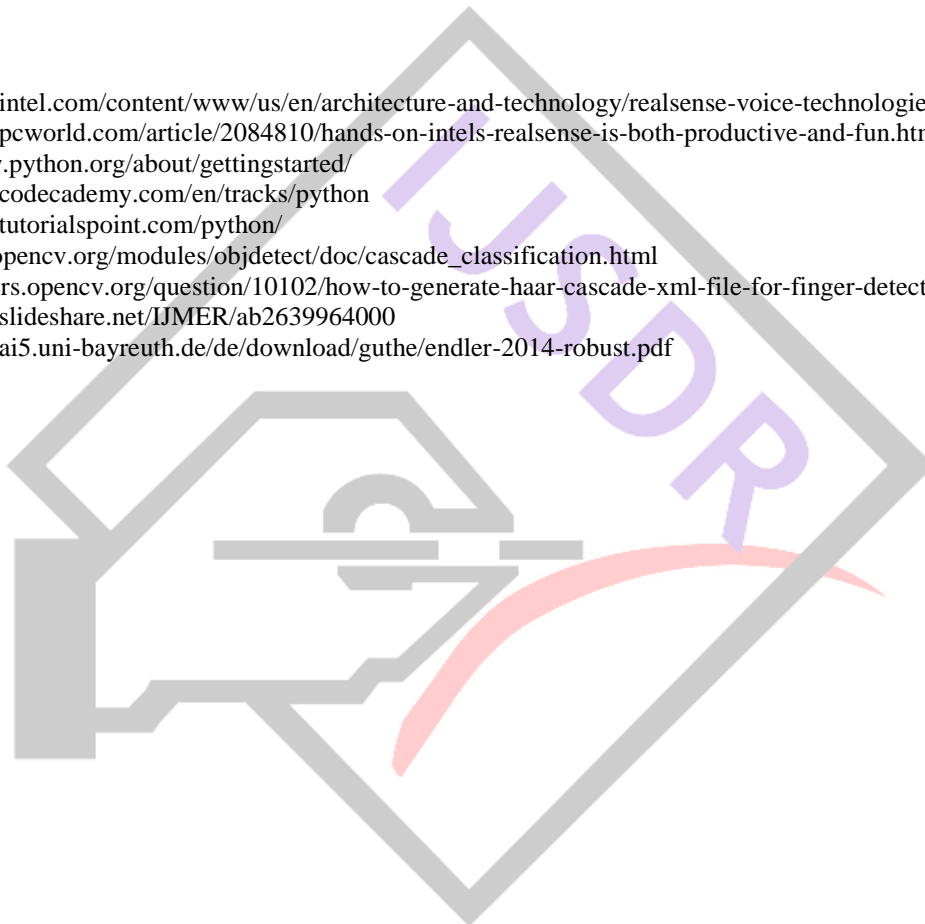 intel.com/content/www/us/en/architecture-and-technology/realsense-voice-technologie
pcworld.com/article/2084810/hands-on-intels-realsense-is-both-productive-and-fun.htm
.python.org/about/gettingstarted/
codecademy.com/en/tracks/python
tutorialspoint.com/python/
opencv.org/modules/objdetect/doc/cascade_classification.html
rs.opencv.org/question/10102/how-to-generate-haar-cascade-xml-file-for-finger-detect
slideshare.net/IJMER/ab2639964000
ai5.uni-bayreuth.de/de/download/guthe/endler-2014-robust.pdf
IJSDR